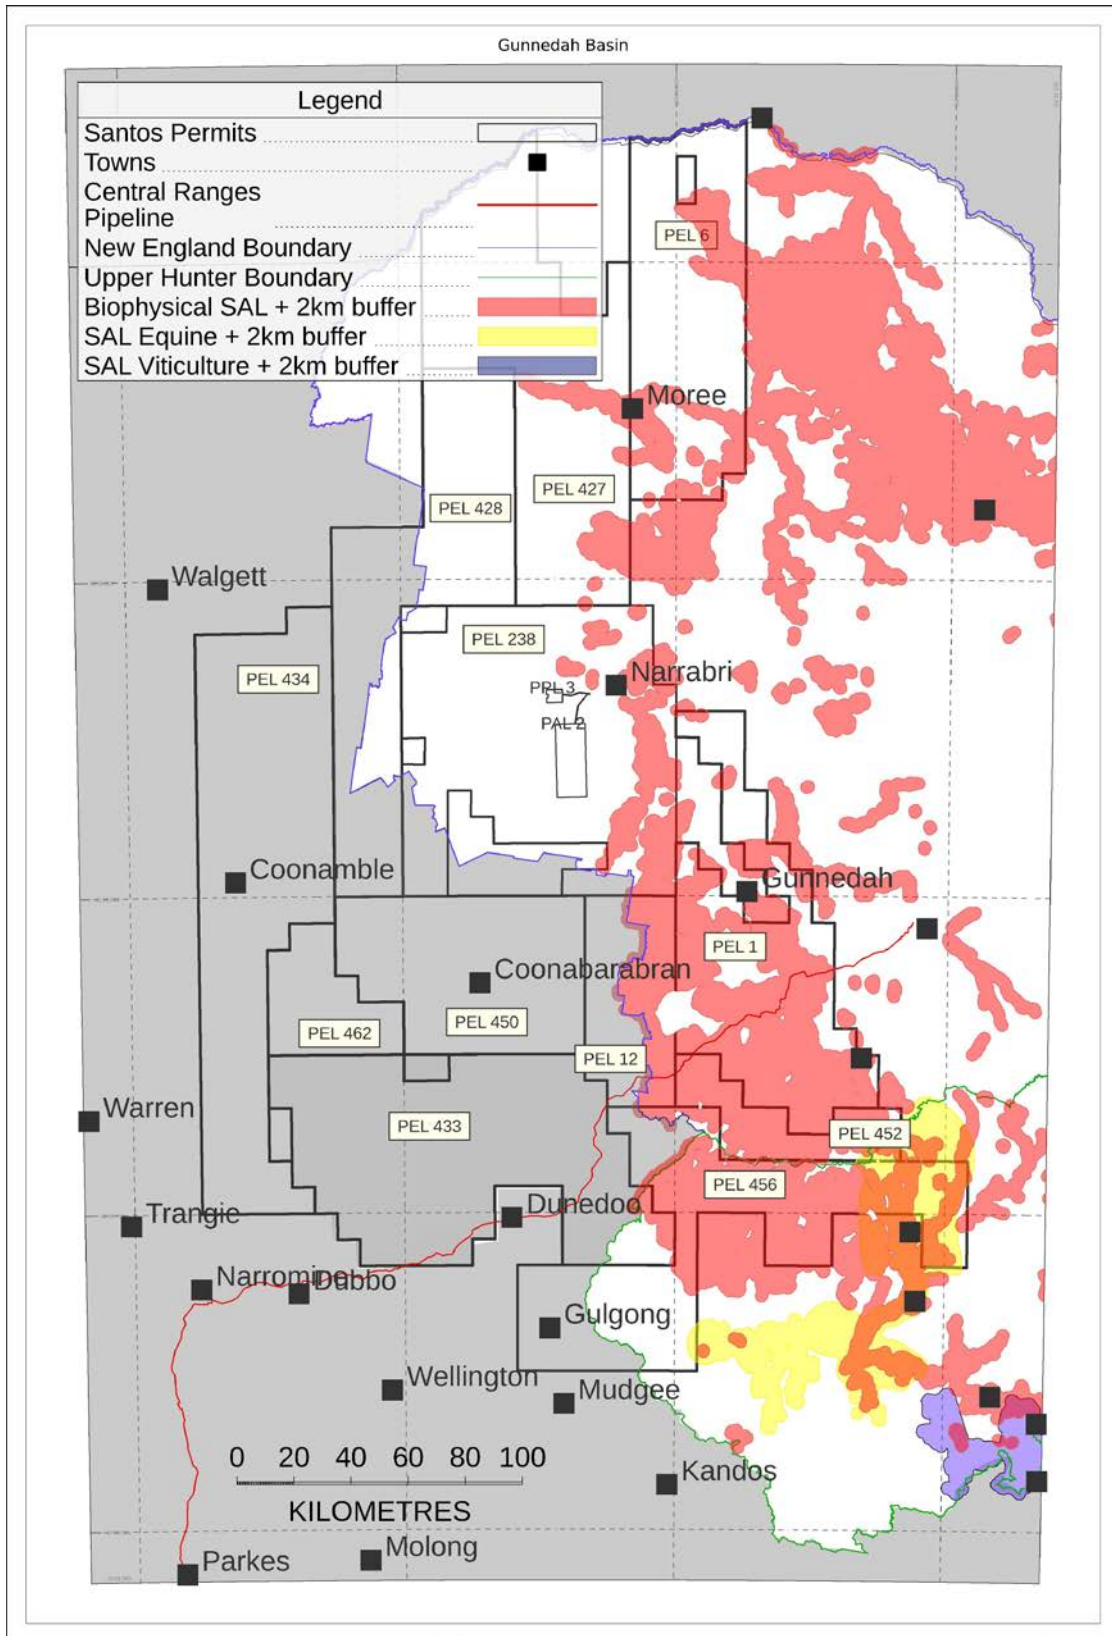 Gunnedah Basin
Legend
Santos Permits
Towns
Central Ranges
Pipeline
New England Boundary
Upper Hunter Boundary
Biophysical SAL + 2km buffer
SAL Equine + 2km buffer
SAL Viticulture + 2km buffer
PEL 6
Moree
PEL 427
PEL 428
Walgett
PEL 238
Narrabri
PEL 434
PPL 3
PAL 2
Coonamble
Gunnedah
PEL 1
Coonabarabran
PEL 450
PEL 462
PEL 12
Warren
PEL 433
PEL 452
PEL 456
Dunedoo
Trangie
Narromine
Dubbo
Gulgong
Wellington
Mudgee
0 20 40 60 80 100
Kandos
KILOMETRES
Molong
Parkes